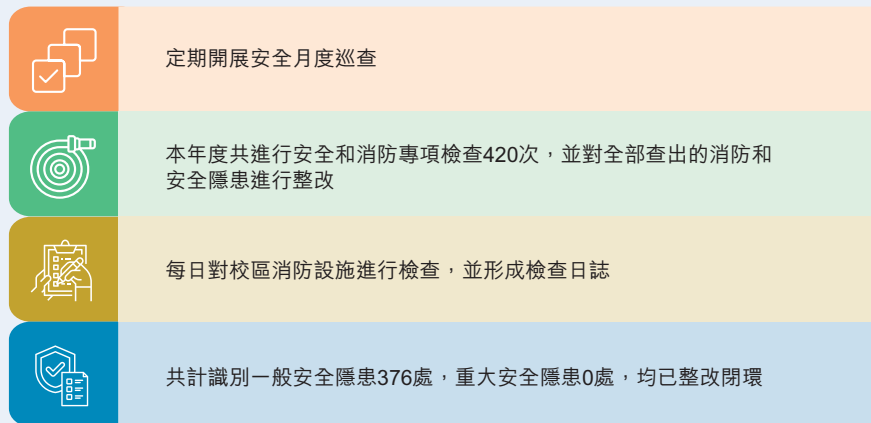 定期開展安全月度巡查
本年度共進行安全和消防專項檢查420次，並對全部查出的消防和
安全隱患進行整改
每日對校區消防設施進行檢查，並形成檢查日誌
共計識別一般安全隱患376處，重大安全隱患0處，均已整改閉環